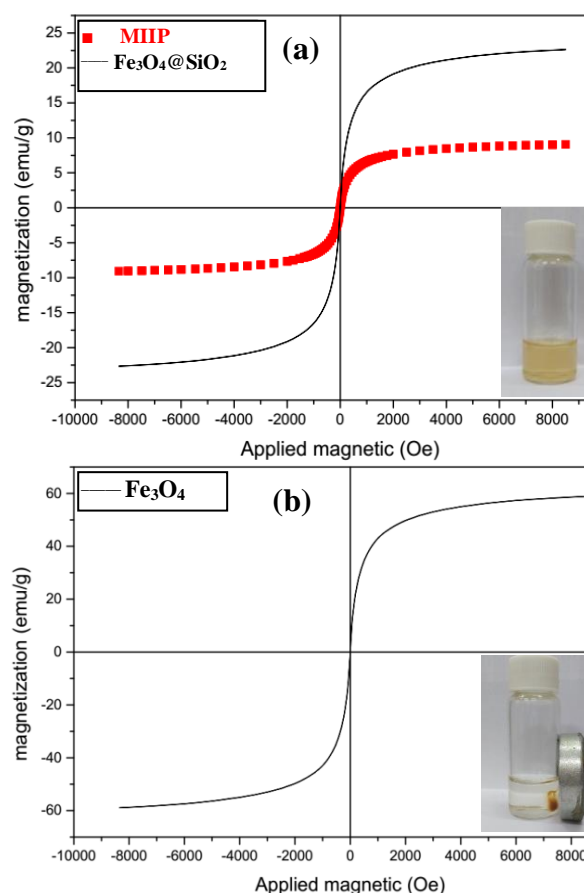 MIIP
Fe₃O₄@SiO₂
(a)
25
20
15
10
5
0
-5
-10
-15
-20
-25
magnetization (emu/g)
-10000 -8000 -6000 -4000 -2000 0 2000 4000 6000 8000
Applied magnetic (Oe)
Fe₃O₄
(b)
60
40
20
0
-20
-40
-60
magnetization (emu/g)
-10000 -8000 -6000 -4000 -2000 0 2000 4000 6000 8000
Applied magnetic (Oe)